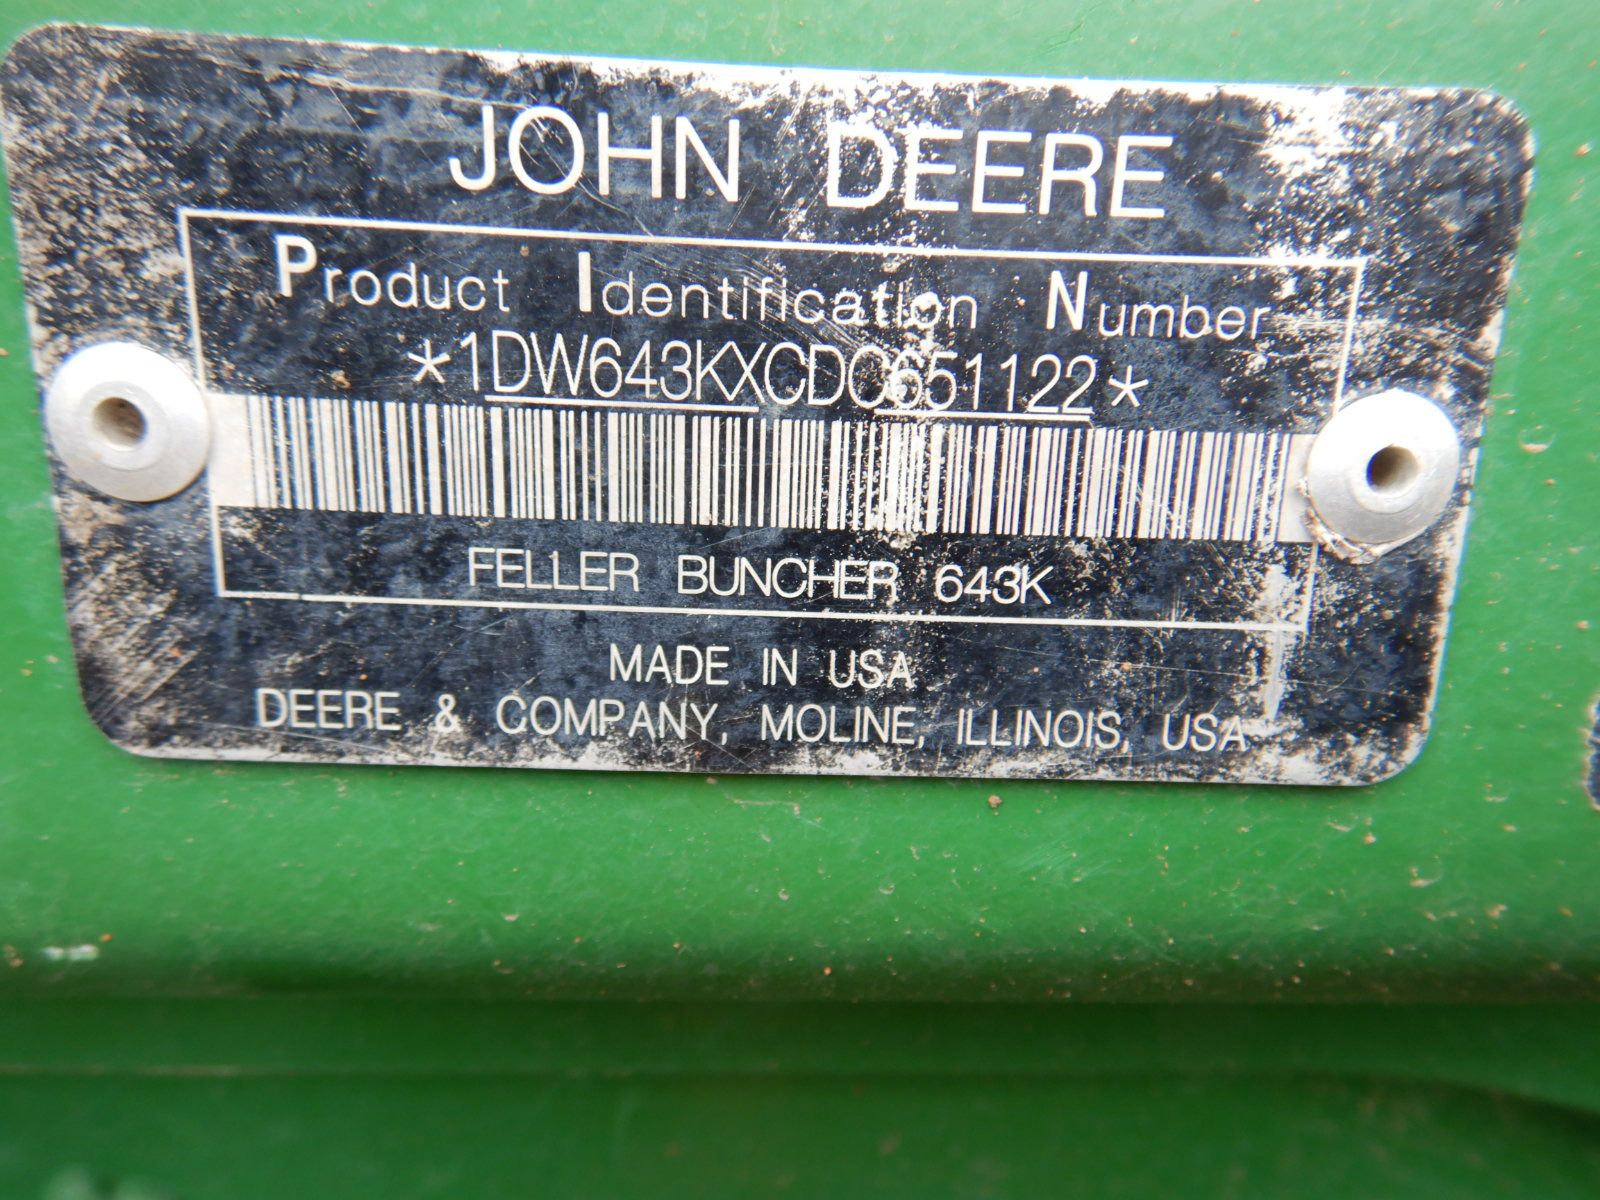 JOHN DEERE
Product Identification Number
*1DW643KXCDC651122*
FELLER BUNCHER 643K
MADE IN USA
DEERE & COMPANY, MOLINE, ILLINOIS, USA